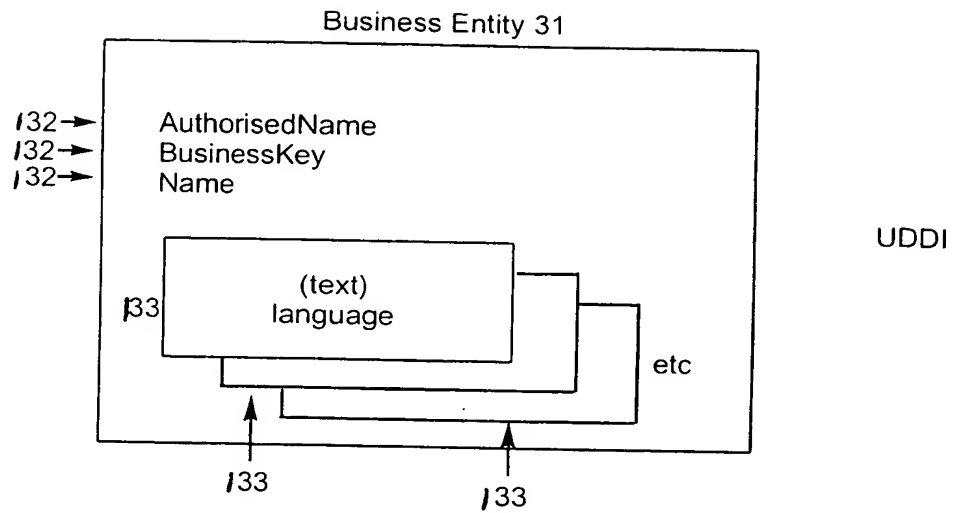 Business Entity 31
132
AuthorisedName
132
BusinessKey
132
Name
UDDI
(text)
language
133
etc
133
133